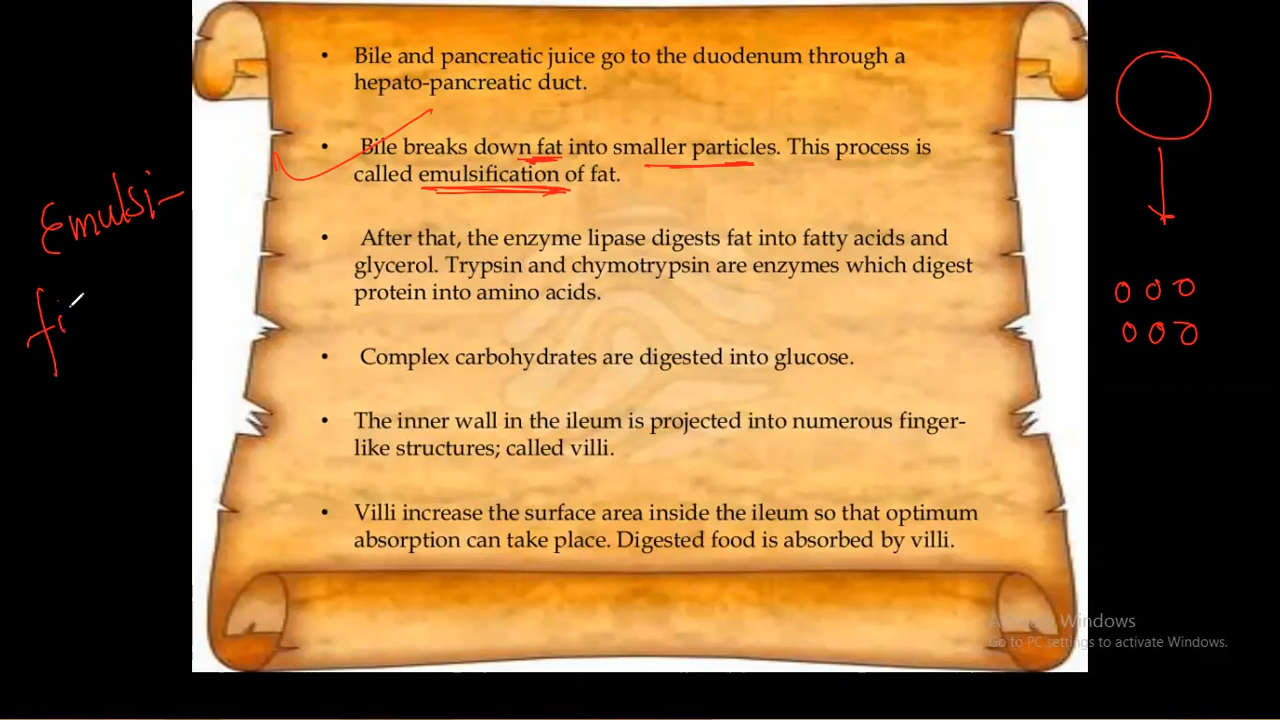 • Bile and pancreatic juice go to the duodenum through a
hepato-pancreatic duct.
• Bile breaks down fat into smaller particles. This process is
called emulsification of fat.
• After that, the enzyme lipase digests fat into fatty acids and
glycerol. Trypsin and chymotrypsin are enzymes which digest
protein into amino acids.
• Complex carbohydrates are digested into glucose.
• The inner wall in the ileum is projected into numerous finger-
like structures; called villi.
• Villi increase the surface area inside the ileum so that optimum
absorption can take place. Digested food is absorbed by villi.
Emulsi-
fi
Activate Windows
Go to PC settings to activate Windows.